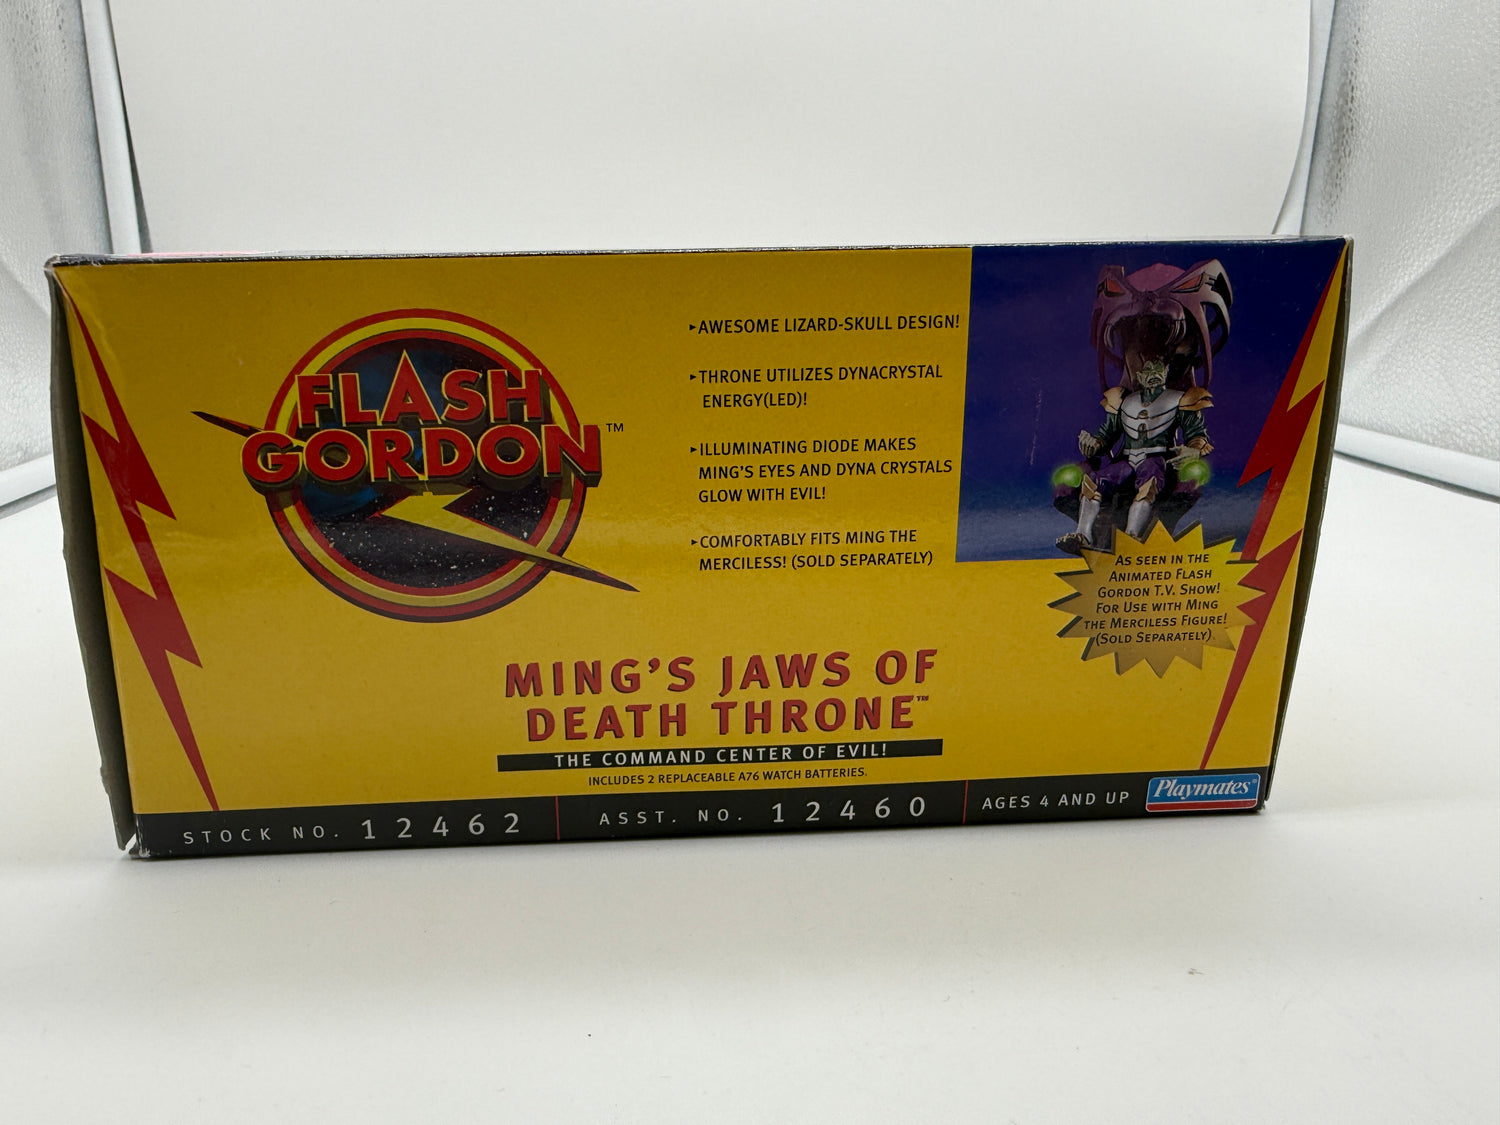 FLASH
GORDON™
▸AWESOME LIZARD-SKULL DESIGN!
▸THRONE UTILIZES DYNACRYSTAL
ENERGY(LED)!
▸ILLUMINATING DIODE MAKES
MING'S EYES AND DYNA CRYSTALS
GLOW WITH EVIL!
▸COMFORTABLY FITS MING THE
MERCILESS! (SOLD SEPARATELY)
AS SEEN IN THE
ANIMATED FLASH
GORDON T.V. SHOW!
FOR USE WITH MING
THE MERCILESS FIGURE!
(SOLD SEPARATELY).
MING'S JAWS OF
DEATH THRONE™
THE COMMAND CENTER OF EVIL!
INCLUDES 2 REPLACEABLE A76 WATCH BATTERIES.
STOCK NO. 12462
ASST. NO. 12460
AGES 4 AND UP
Playmates®